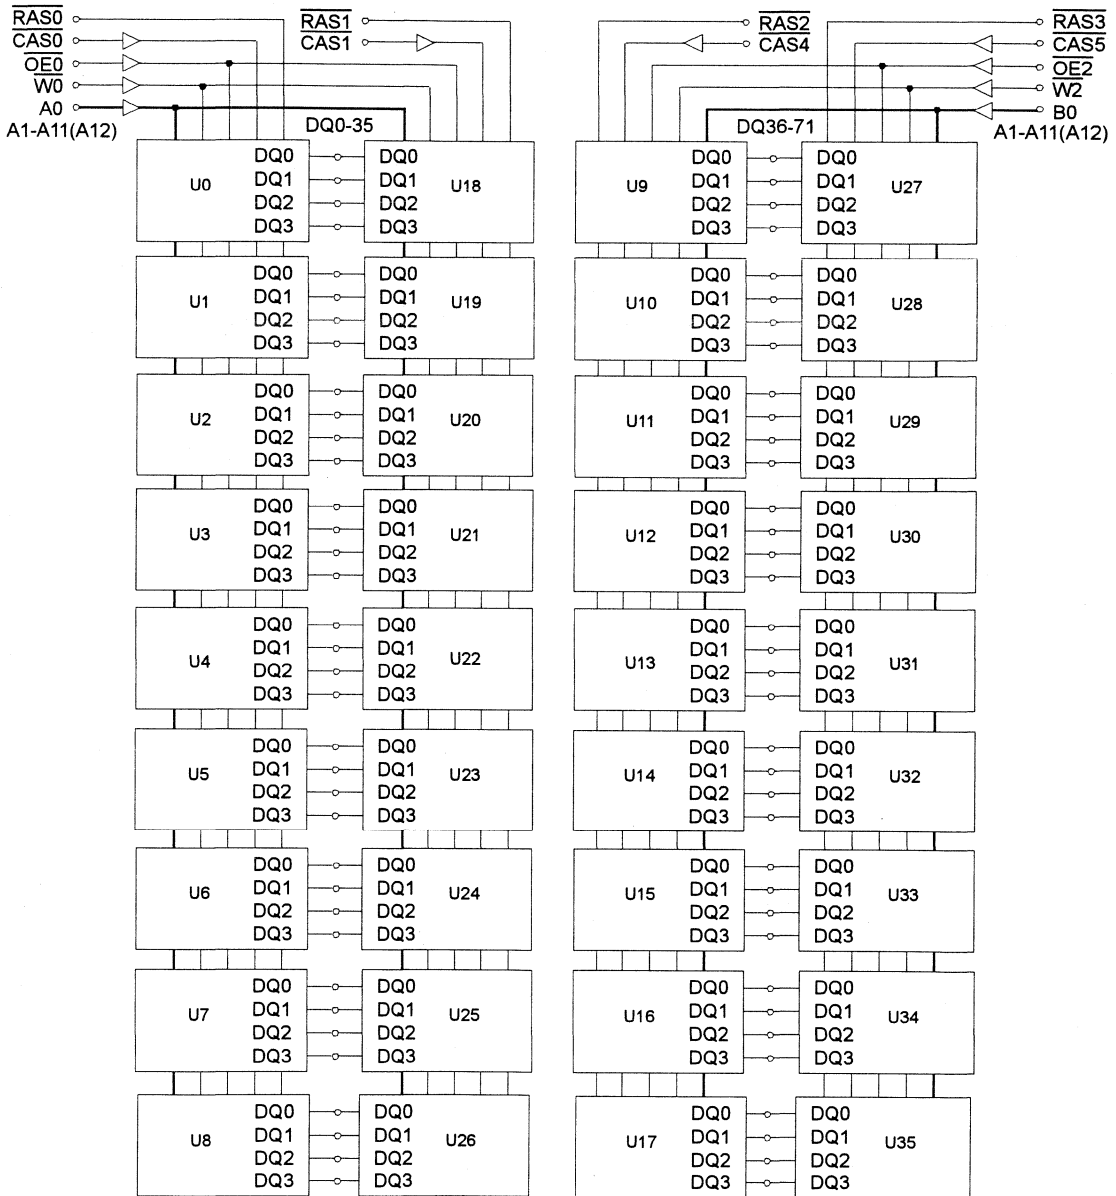 RAS0 RAS1 RAS2 RAS3
CAS0 CAS1 CAS4 CAS5
OE0 OE2
W0 W2
A0 B0
A1-A11(A12) DQ0-35 DQ36-71 A1-A11(A12)
DQ0 DQ0 DQ0 DQ0
U0 DQ1 DQ1 U18 U9 DQ1 DQ1 U27
DQ2 DQ2 DQ2 DQ2
DQ3 DQ3 DQ3 DQ3
DQ0 DQ0 DQ0 DQ0
U1 DQ1 DQ1 U19 U10 DQ1 DQ1 U28
DQ2 DQ2 DQ2 DQ2
DQ3 DQ3 DQ3 DQ3
DQ0 DQ0 DQ0 DQ0
U2 DQ1 DQ1 U20 U11 DQ1 DQ1 U29
DQ2 DQ2 DQ2 DQ2
DQ3 DQ3 DQ3 DQ3
DQ0 DQ0 DQ0 DQ0
U3 DQ1 DQ1 U21 U12 DQ1 DQ1 U30
DQ2 DQ2 DQ2 DQ2
DQ3 DQ3 DQ3 DQ3
DQ0 DQ0 DQ0 DQ0
U4 DQ1 DQ1 U22 U13 DQ1 DQ1 U31
DQ2 DQ2 DQ2 DQ2
DQ3 DQ3 DQ3 DQ3
DQ0 DQ0 DQ0 DQ0
U5 DQ1 DQ1 U23 U14 DQ1 DQ1 U32
DQ2 DQ2 DQ2 DQ2
DQ3 DQ3 DQ3 DQ3
DQ0 DQ0 DQ0 DQ0
U6 DQ1 DQ1 U24 U15 DQ1 DQ1 U33
DQ2 DQ2 DQ2 DQ2
DQ3 DQ3 DQ3 DQ3
DQ0 DQ0 DQ0 DQ0
U7 DQ1 DQ1 U25 U16 DQ1 DQ1 U34
DQ2 DQ2 DQ2 DQ2
DQ3 DQ3 DQ3 DQ3
DQ0 DQ0 DQ0 DQ0
U8 DQ1 DQ1 U26 U17 DQ1 DQ1 U35
DQ2 DQ2 DQ2 DQ2
DQ3 DQ3 DQ3 DQ3